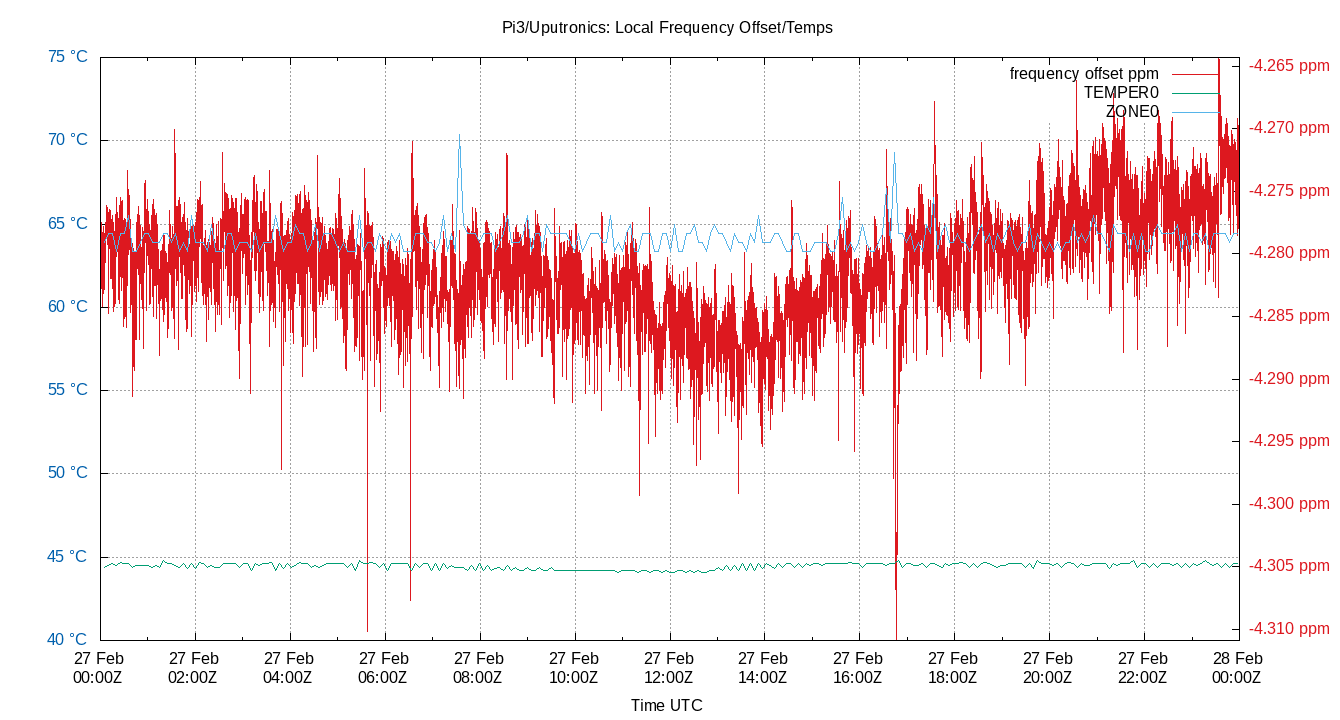 Pi3/Uputronics: Local Frequency Offset/Temps
75 °C
70 °C
65 °C
60 °C
55 °C
50 °C
45 °C
40 °C
frequency offset ppm
TEMPER0
ZONE0
-4.265 ppm
-4.270 ppm
-4.275 ppm
-4.280 ppm
-4.285 ppm
-4.290 ppm
-4.295 ppm
-4.300 ppm
-4.305 ppm
-4.310 ppm
27 Feb 27 Feb 27 Feb 27 Feb 27 Feb 27 Feb 27 Feb 27 Feb 27 Feb 27 Feb 27 Feb 27 Feb 28 Feb
00:00Z 02:00Z 04:00Z 06:00Z 08:00Z 10:00Z 12:00Z 14:00Z 16:00Z 18:00Z 20:00Z 22:00Z 00:00Z
Time UTC